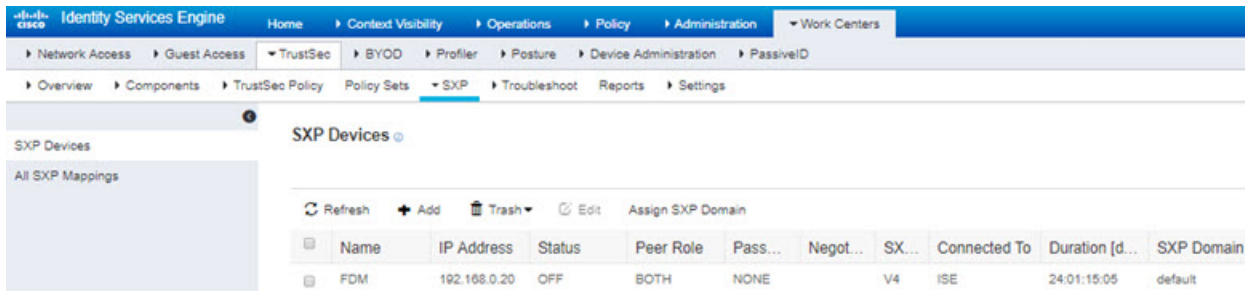 cisco Identity Services Engine Home Context Visibility Operations Policy Administration Work Centers
Network Access Guest Access TrustSec BYOD Profiler Posture Device Administration PassiveID
Overview Components TrustSec Policy Policy Sets SXP Troubleshoot Reports Settings
SXP Devices
SXP Devices
All SXP Mappings
Refresh Add Trash Edit Assign SXP Domain
Name IP Address Status Peer Role Pass... Negot... SX... Connected To Duration [d... SXP Domain
FDM 192.168.0.20 OFF BOTH NONE V4 ISE 24:01:15:05 default